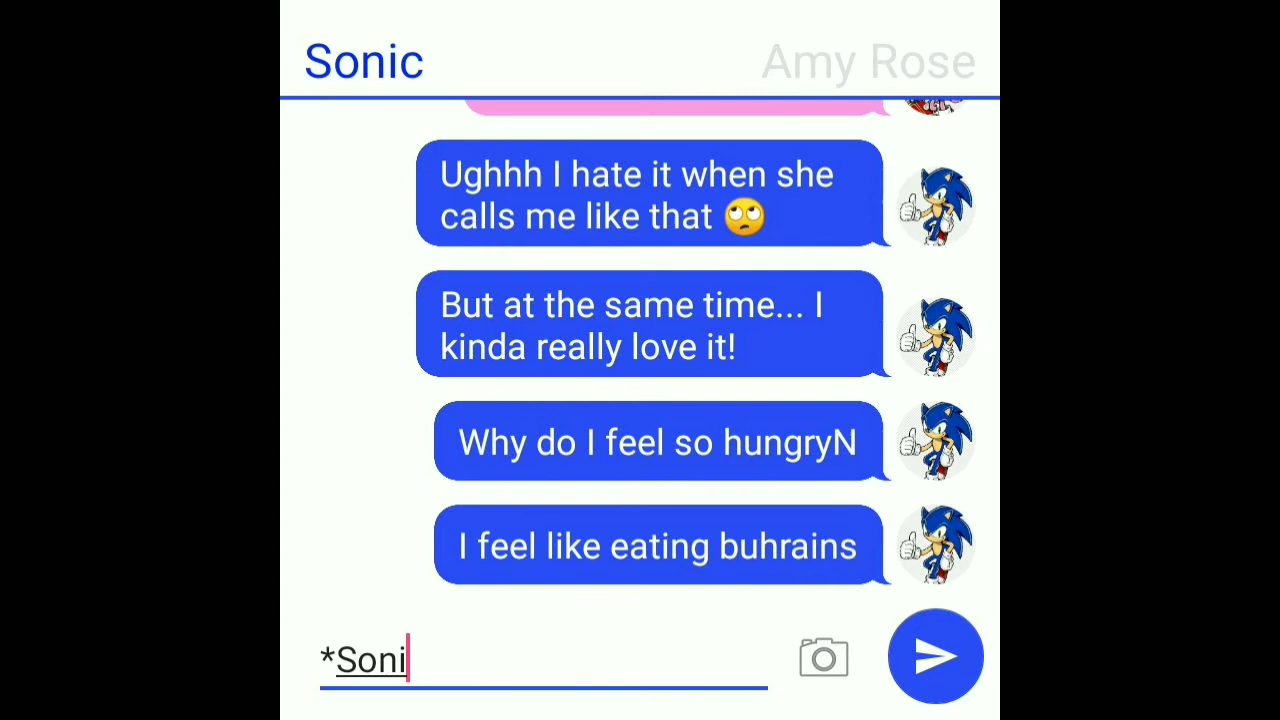 Sonic
Amy Rose
Ughhh I hate it when she
calls me like that 🙄
But at the same time... I
kinda really love it!
Why do I feel so hungryN
I feel like eating buhrains
*Soni